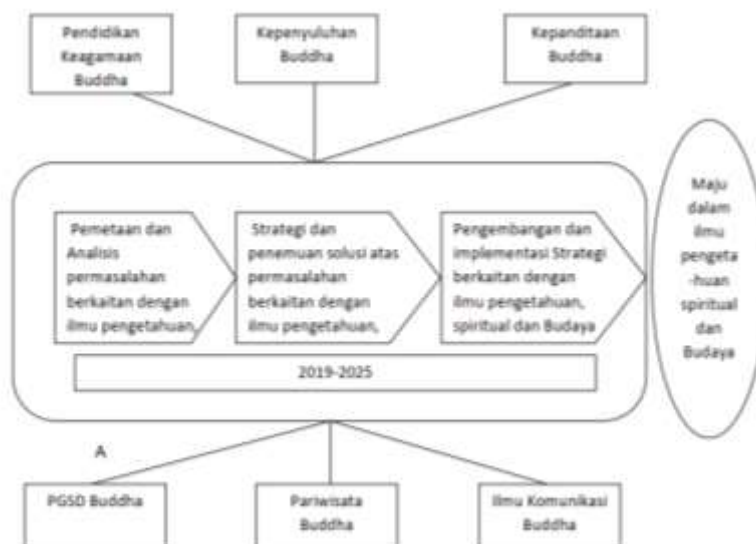 Pendidikan
Keagamaan
Buddha
Kepenyuluhan
Buddha
Kepanditaan
Buddha
Pemetaan dan
Analisis
permasalahan
berkaitan dengan
ilmu pengetahuan,
Strategi dan
penemuan solusi atas
permasalahan
berkaitan dengan
ilmu pengetahuan,
Pengembangan dan
implementasi Strategi
berkaitan dengan
ilmu pengetahuan,
spiritual dan Budaya
Maju
dalam
ilmu
pengeta
-huan
spiritual
dan
Budaya
2019-2025
A
PGSD Buddha
Pariwisata
Buddha
Ilmu Komunikasi
Buddha